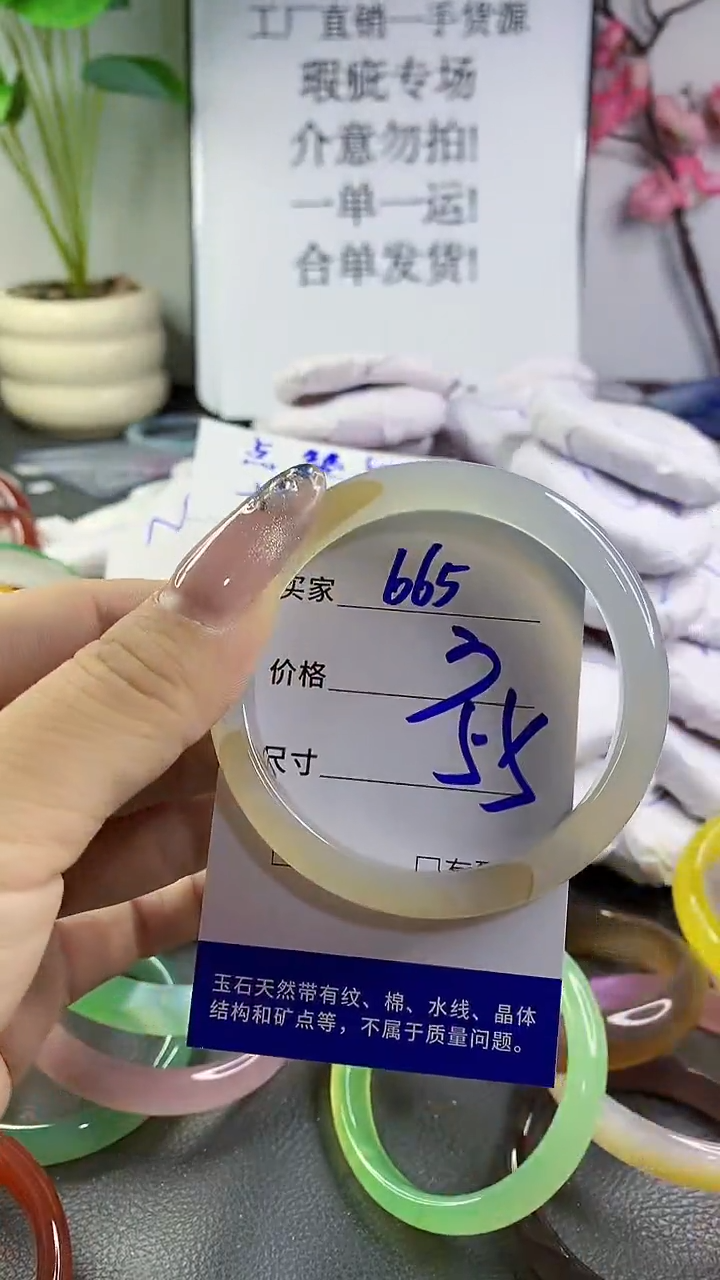 工厂直销一手货源
瑕疵专场
介意勿拍!
一单一运!
合单发货!
点
买家 665
价格
尺寸 55
玉石天然带有纹、棉、水线、晶体
结构和矿点等，不属于质量问题。